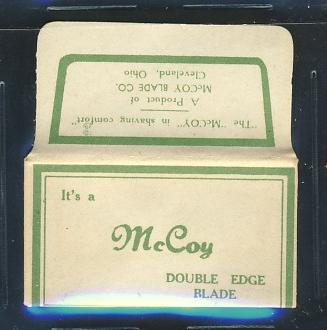 "The "McCOY" in shaving comfort"
A Product of
McCOY BLADE CO.
Cleveland, Ohio
It's a
McCoy
DOUBLE EDGE
BLADE